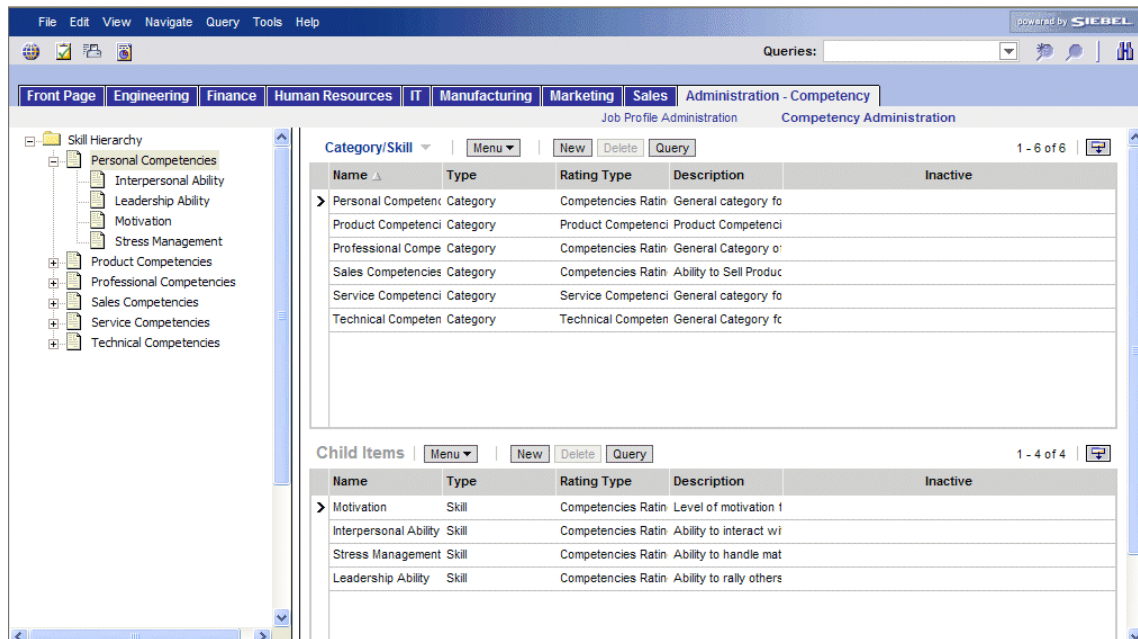 File Edit View Navigate Query Tools Help
powered by SIEBEL
Queries:
Front Page Engineering Finance Human Resources IT Manufacturing Marketing Sales Administration - Competency
Job Profile Administration Competency Administration
Skill Hierarchy
Personal Competencies
Interpersonal Ability
Leadership Ability
Motivation
Stress Management
Product Competencies
Professional Competencies
Sales Competencies
Service Competencies
Technical Competencies
Category/Skill Menu New Delete Query 1 - 6 of 6
Name Type Rating Type Description Inactive
Personal Competenc Category Competencies Ratin General category fo
Product Competenci Category Product Competenci Product Competenci
Professional Compe Category Competencies Ratin General Category o
Sales Competencies Category Competencies Ratin Ability to Sell Produc
Service Competenci Category Service Competenci General category fo
Technical Competen Category Technical Competen General Category fo
Child Items Menu New Delete Query 1 - 4 of 4
Name Type Rating Type Description Inactive
Motivation Skill Competencies Ratin Level of motivation
Interpersonal Ability Skill Competencies Ratin Ability to interact wi
Stress Management Skill Competencies Ratin Ability to handle mat
Leadership Ability Skill Competencies Ratin Ability to rally others